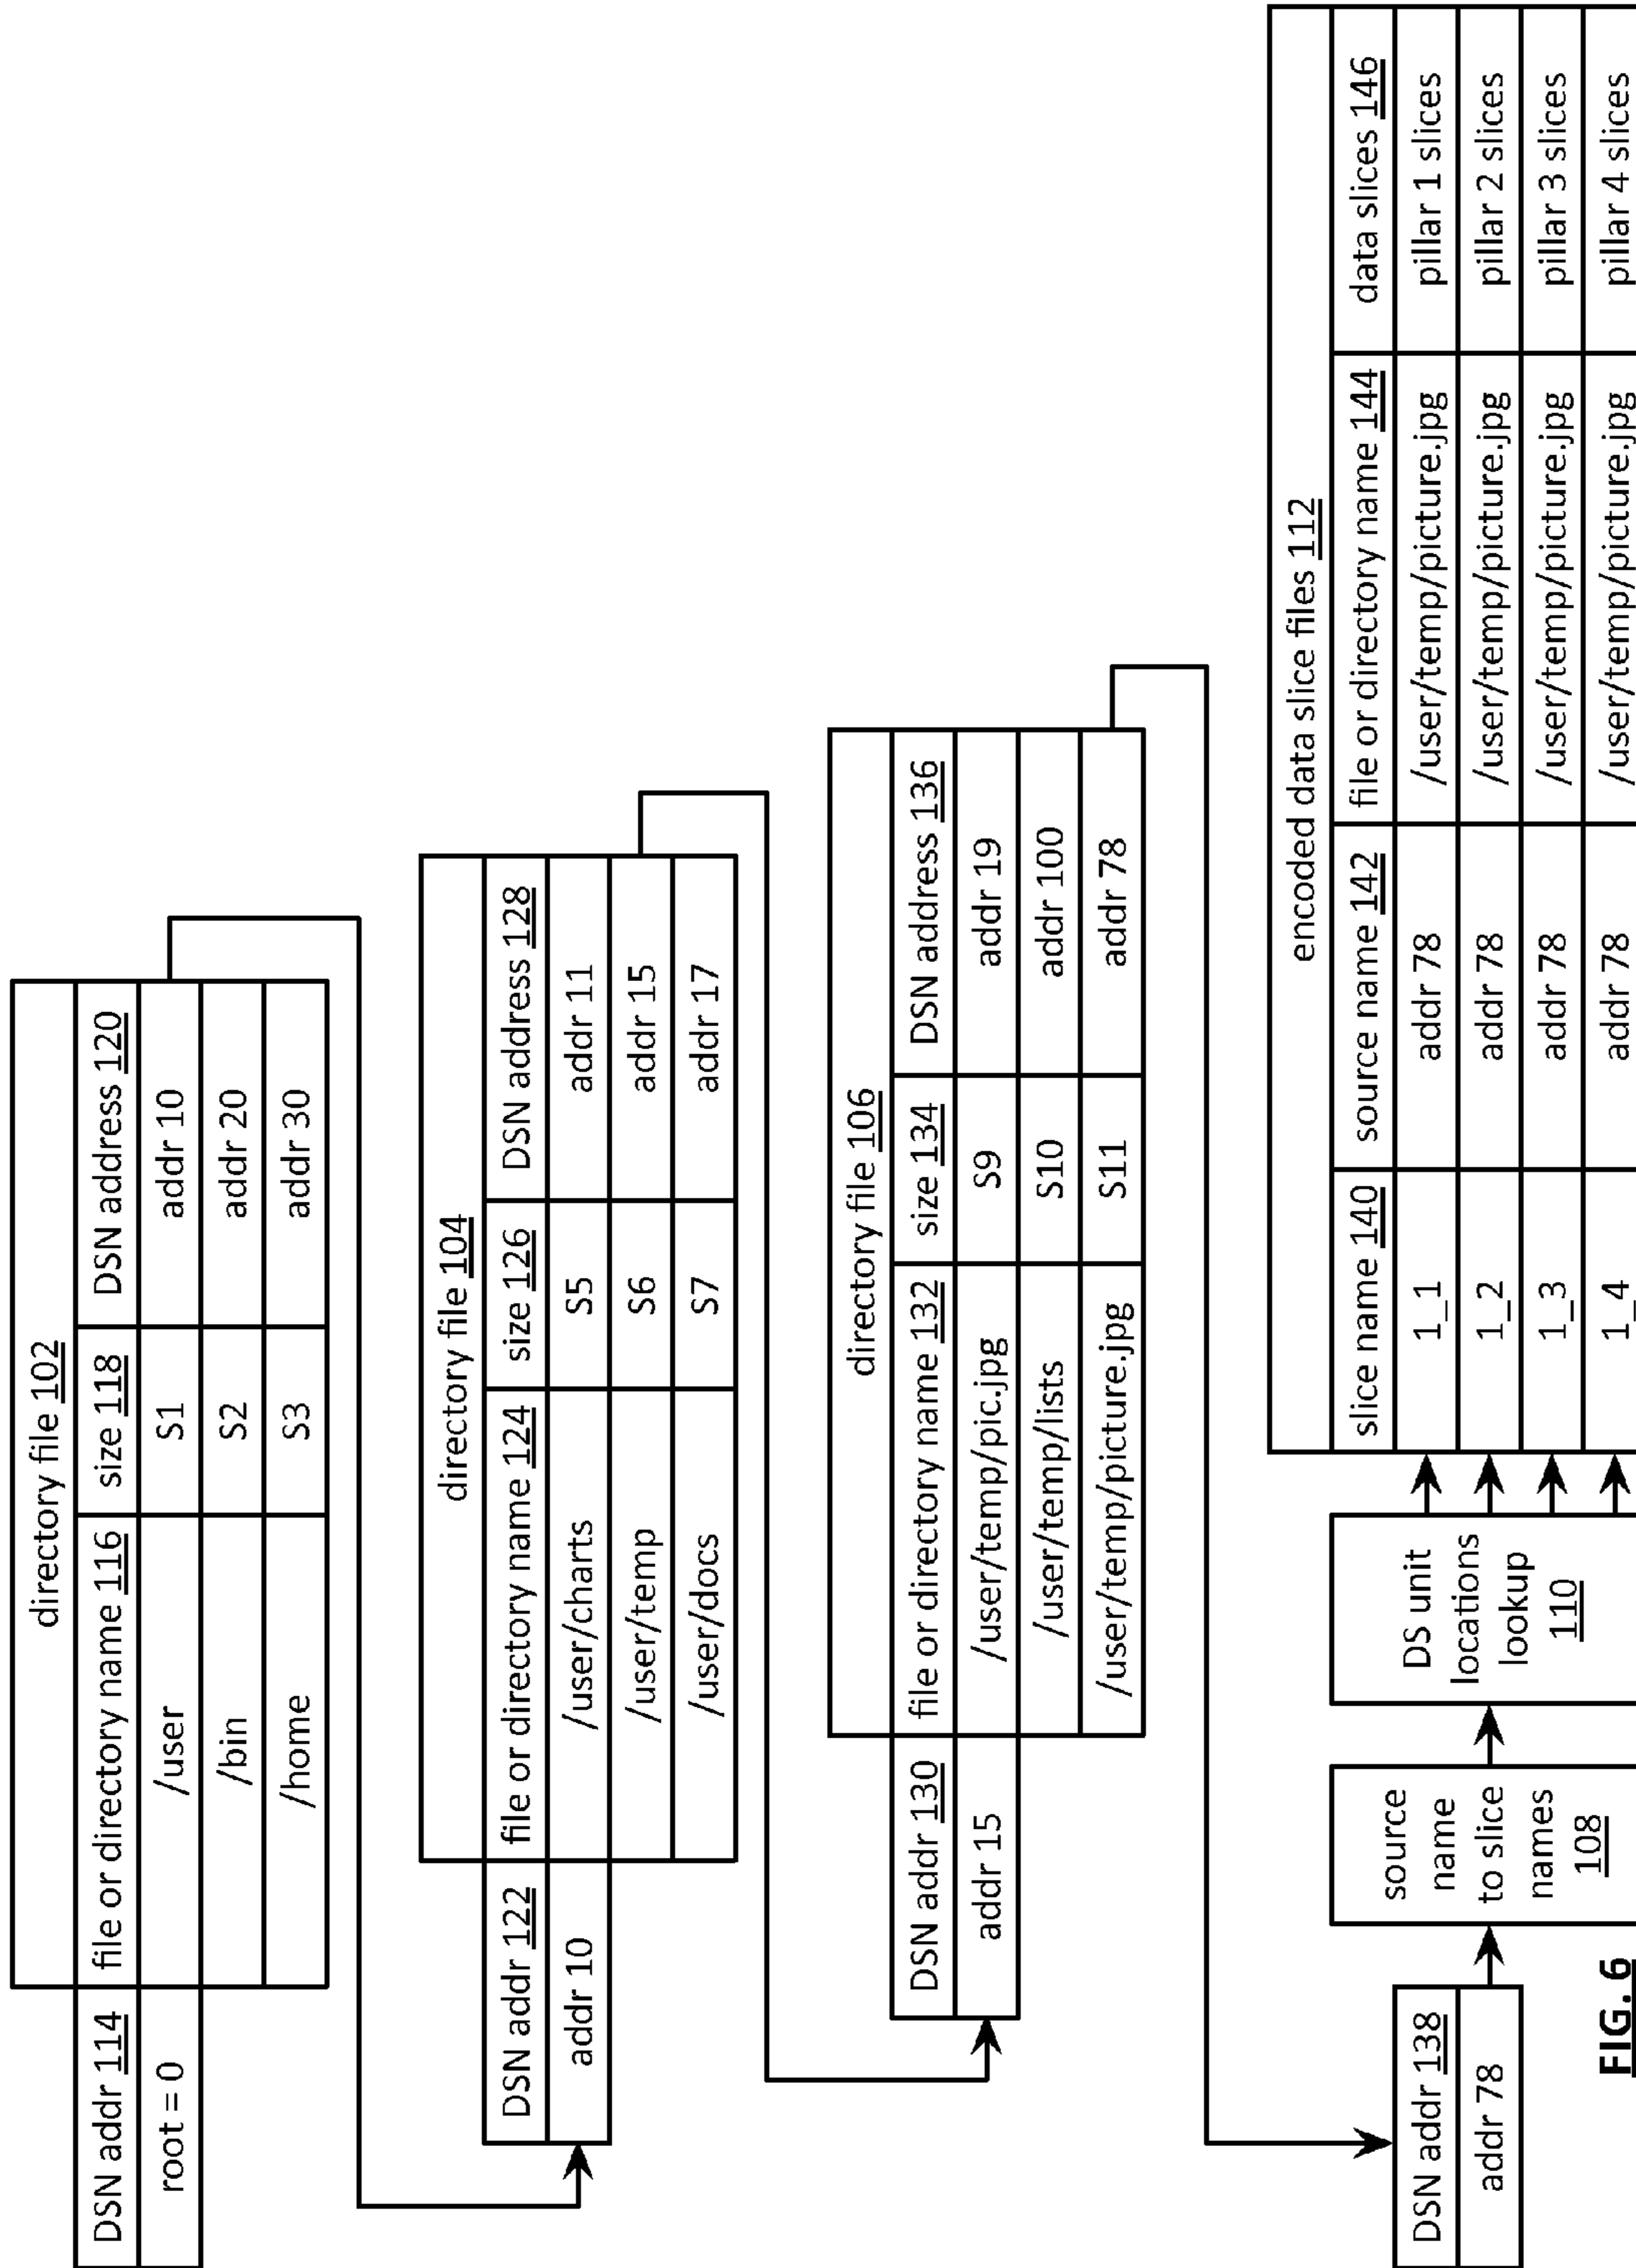 directory file 102
DSN addr 114 file or directory name 116 size 118 DSN address 120
root = 0 /user S1 addr 10
/bin S2 addr 20
/home S3 addr 30
directory file 104
DSN addr 122 file or directory name 124 size 126 DSN address 128
addr 10 /user/charts S5 addr 11
/user/temp S6 addr 15
/user/docs S7 addr 17
directory file 106
DSN addr 130 file or directory name 132 size 134 DSN address 136
addr 15 /user/temp/pic.jpg S9 addr 19
/user/temp/lists S10 addr 100
/user/temp/picture.jpg S11 addr 78
DSN addr 138
addr 78
source
name
to slice
names
108
DS unit
locations
lookup
110
encoded data slice files 112
slice name 140 source name 142 file or directory name 144 data slices 146
1_1 addr 78 /user/temp/picture.jpg pillar 1 slices
1_2 addr 78 /user/temp/picture.jpg pillar 2 slices
1_3 addr 78 /user/temp/picture.jpg pillar 3 slices
1_4 addr 78 /user/temp/picture.jpg pillar 4 slices
FIG. 6